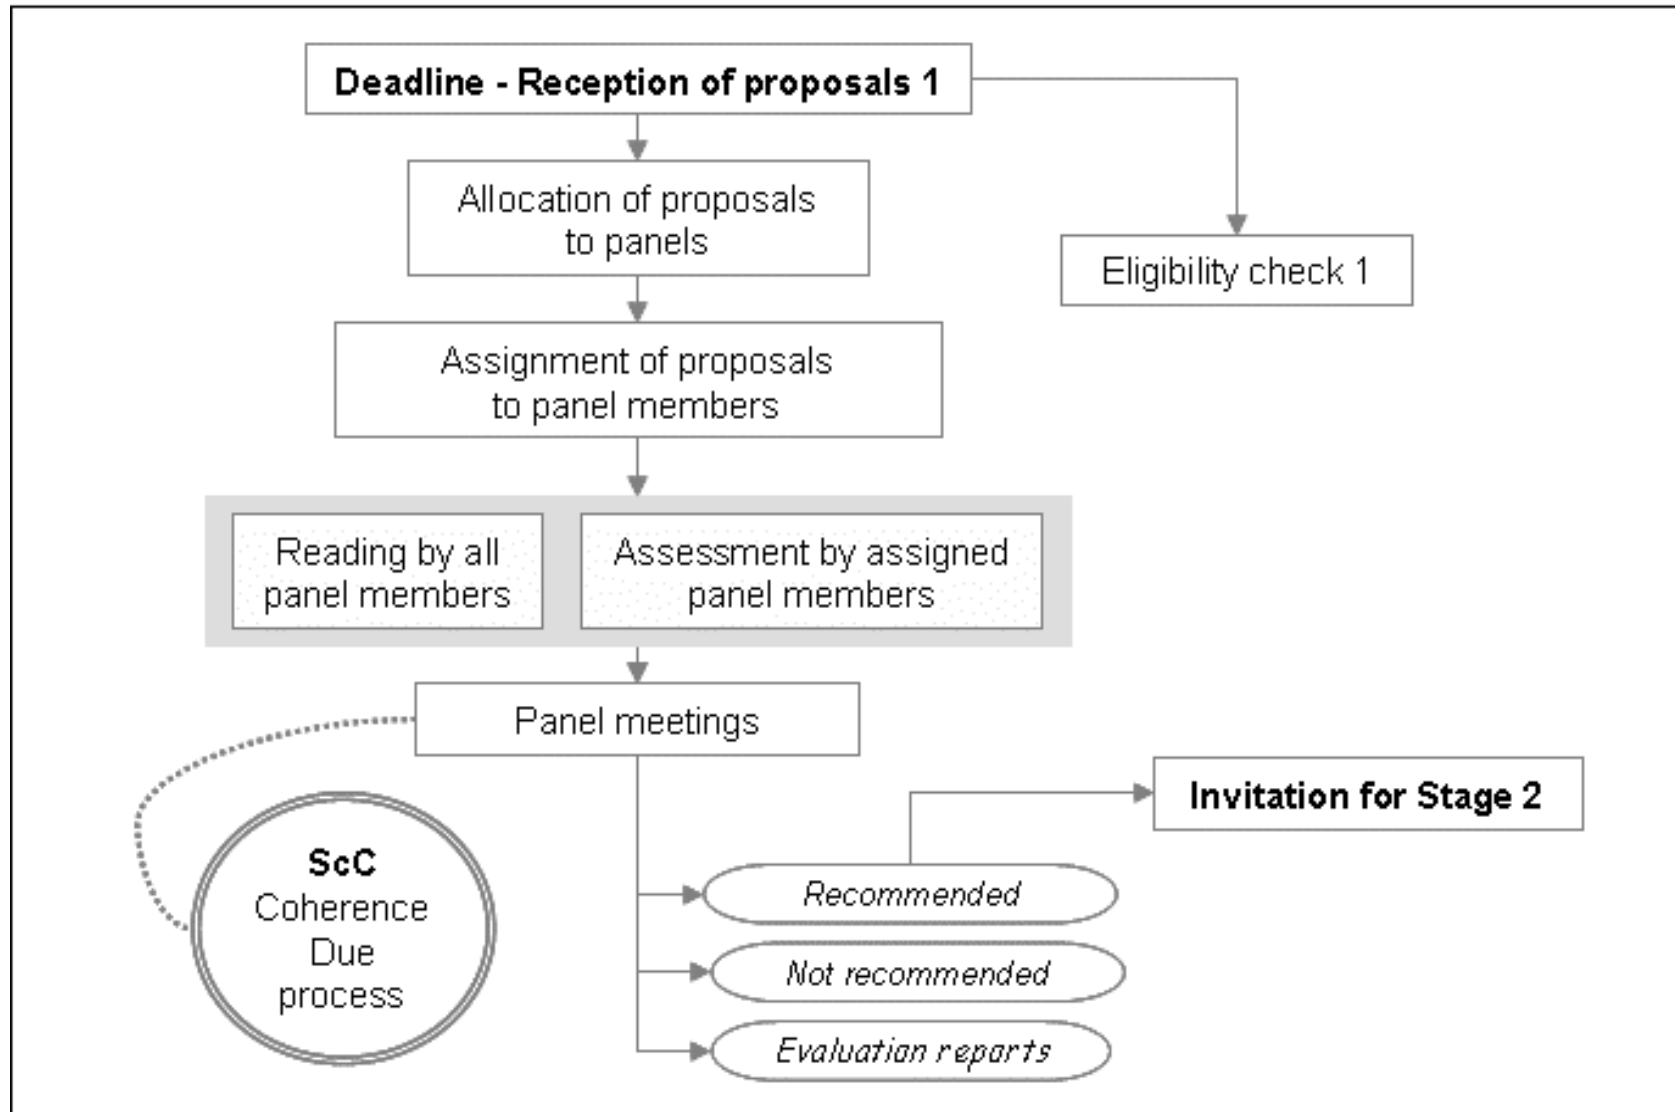 Deadline - Reception of proposals 1
Allocation of proposals
to panels
Eligibility check 1
Assignment of proposals
to panel members
Reading by all
panel members
Assessment by assigned
panel members
Panel meetings
Invitation for Stage 2
ScC
Coherence
Due
process
Recommended
Not recommended
Evaluation reports